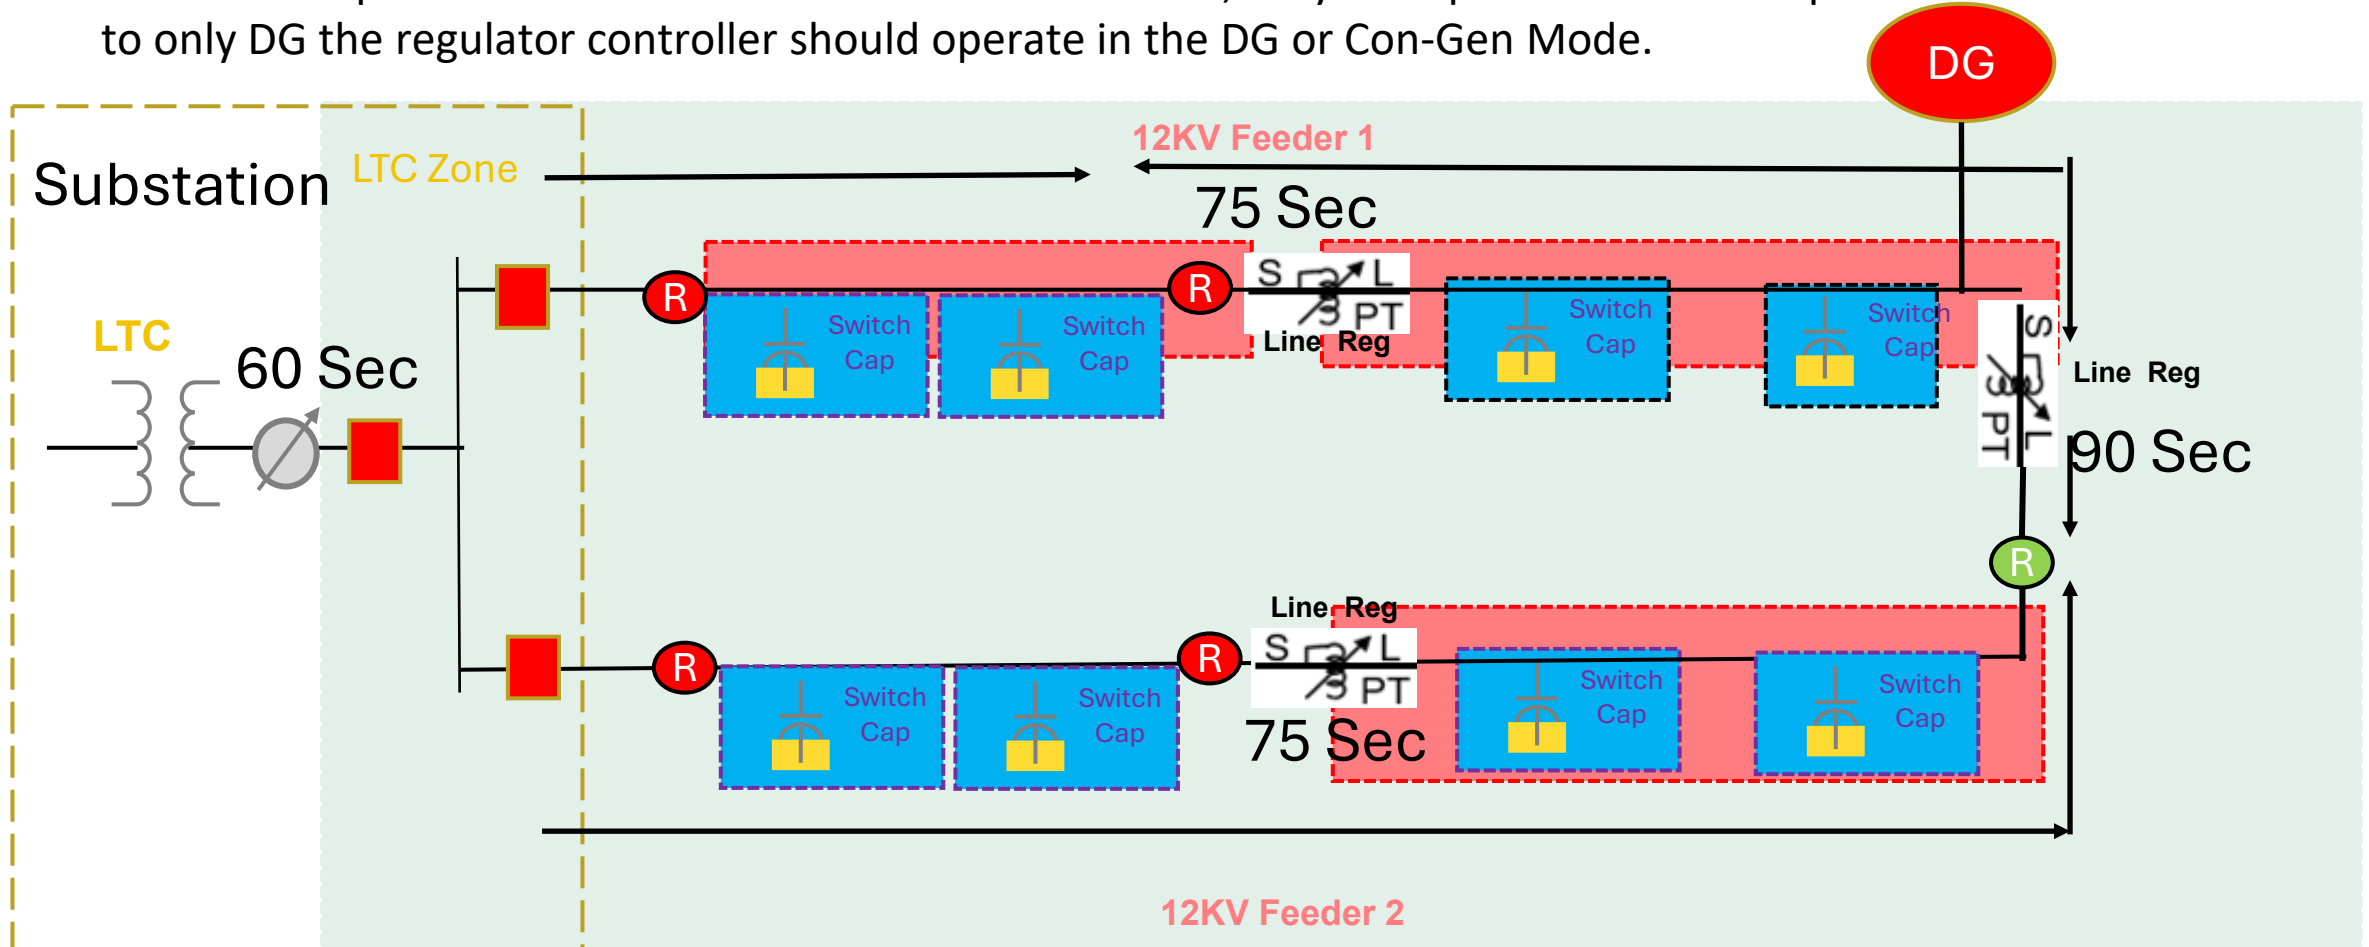 to only DG the regulator controller should operate in the DG or Con-Gen Mode.
DG
12KV Feeder 1
LTC Zone
Substation
75 Sec
S L
PT
R
R
Line Reg
Switch
Cap
Switch
Cap
Switch
Cap
Switch
Cap
LTC
60 Sec
S L
PT
Line Reg
90 Sec
R
Line Reg
S L
PT
R
R
75 Sec
Switch
Cap
Switch
Cap
Switch
Cap
Switch
Cap
12KV Feeder 2